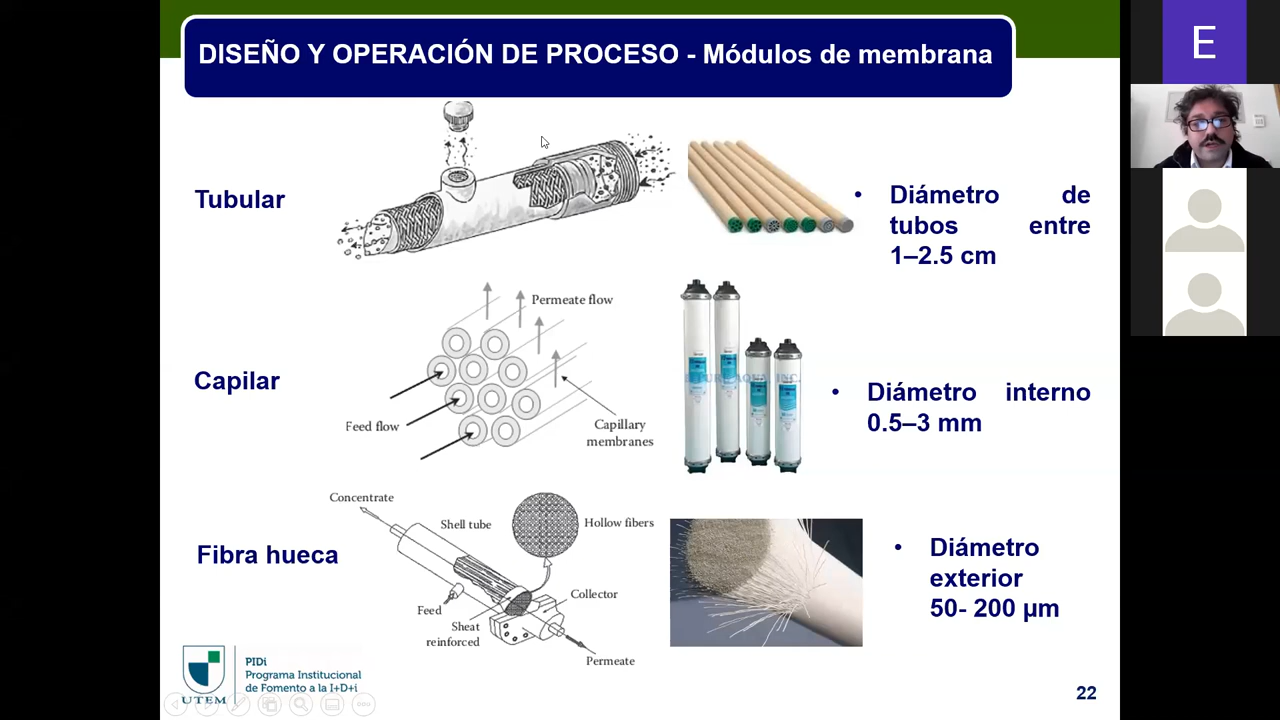 DISEÑO Y OPERACIÓN DE PROCESO - Módulos de membrana
E
Tubular
• Diámetro de
tubos entre
1–2.5 cm
Permeate flow
Capilar
Feed flow
Capillary
membranes
• Diámetro interno
0.5–3 mm
Concentrate
Shell tube
Hollow fibers
Fibra hueca
Feed
Sheat
reinforced
Collector
Permeate
• Diámetro
exterior
50- 200 µm
UTEM
PIDi
Programa Institucional
de Fomento a la I+D+i
22